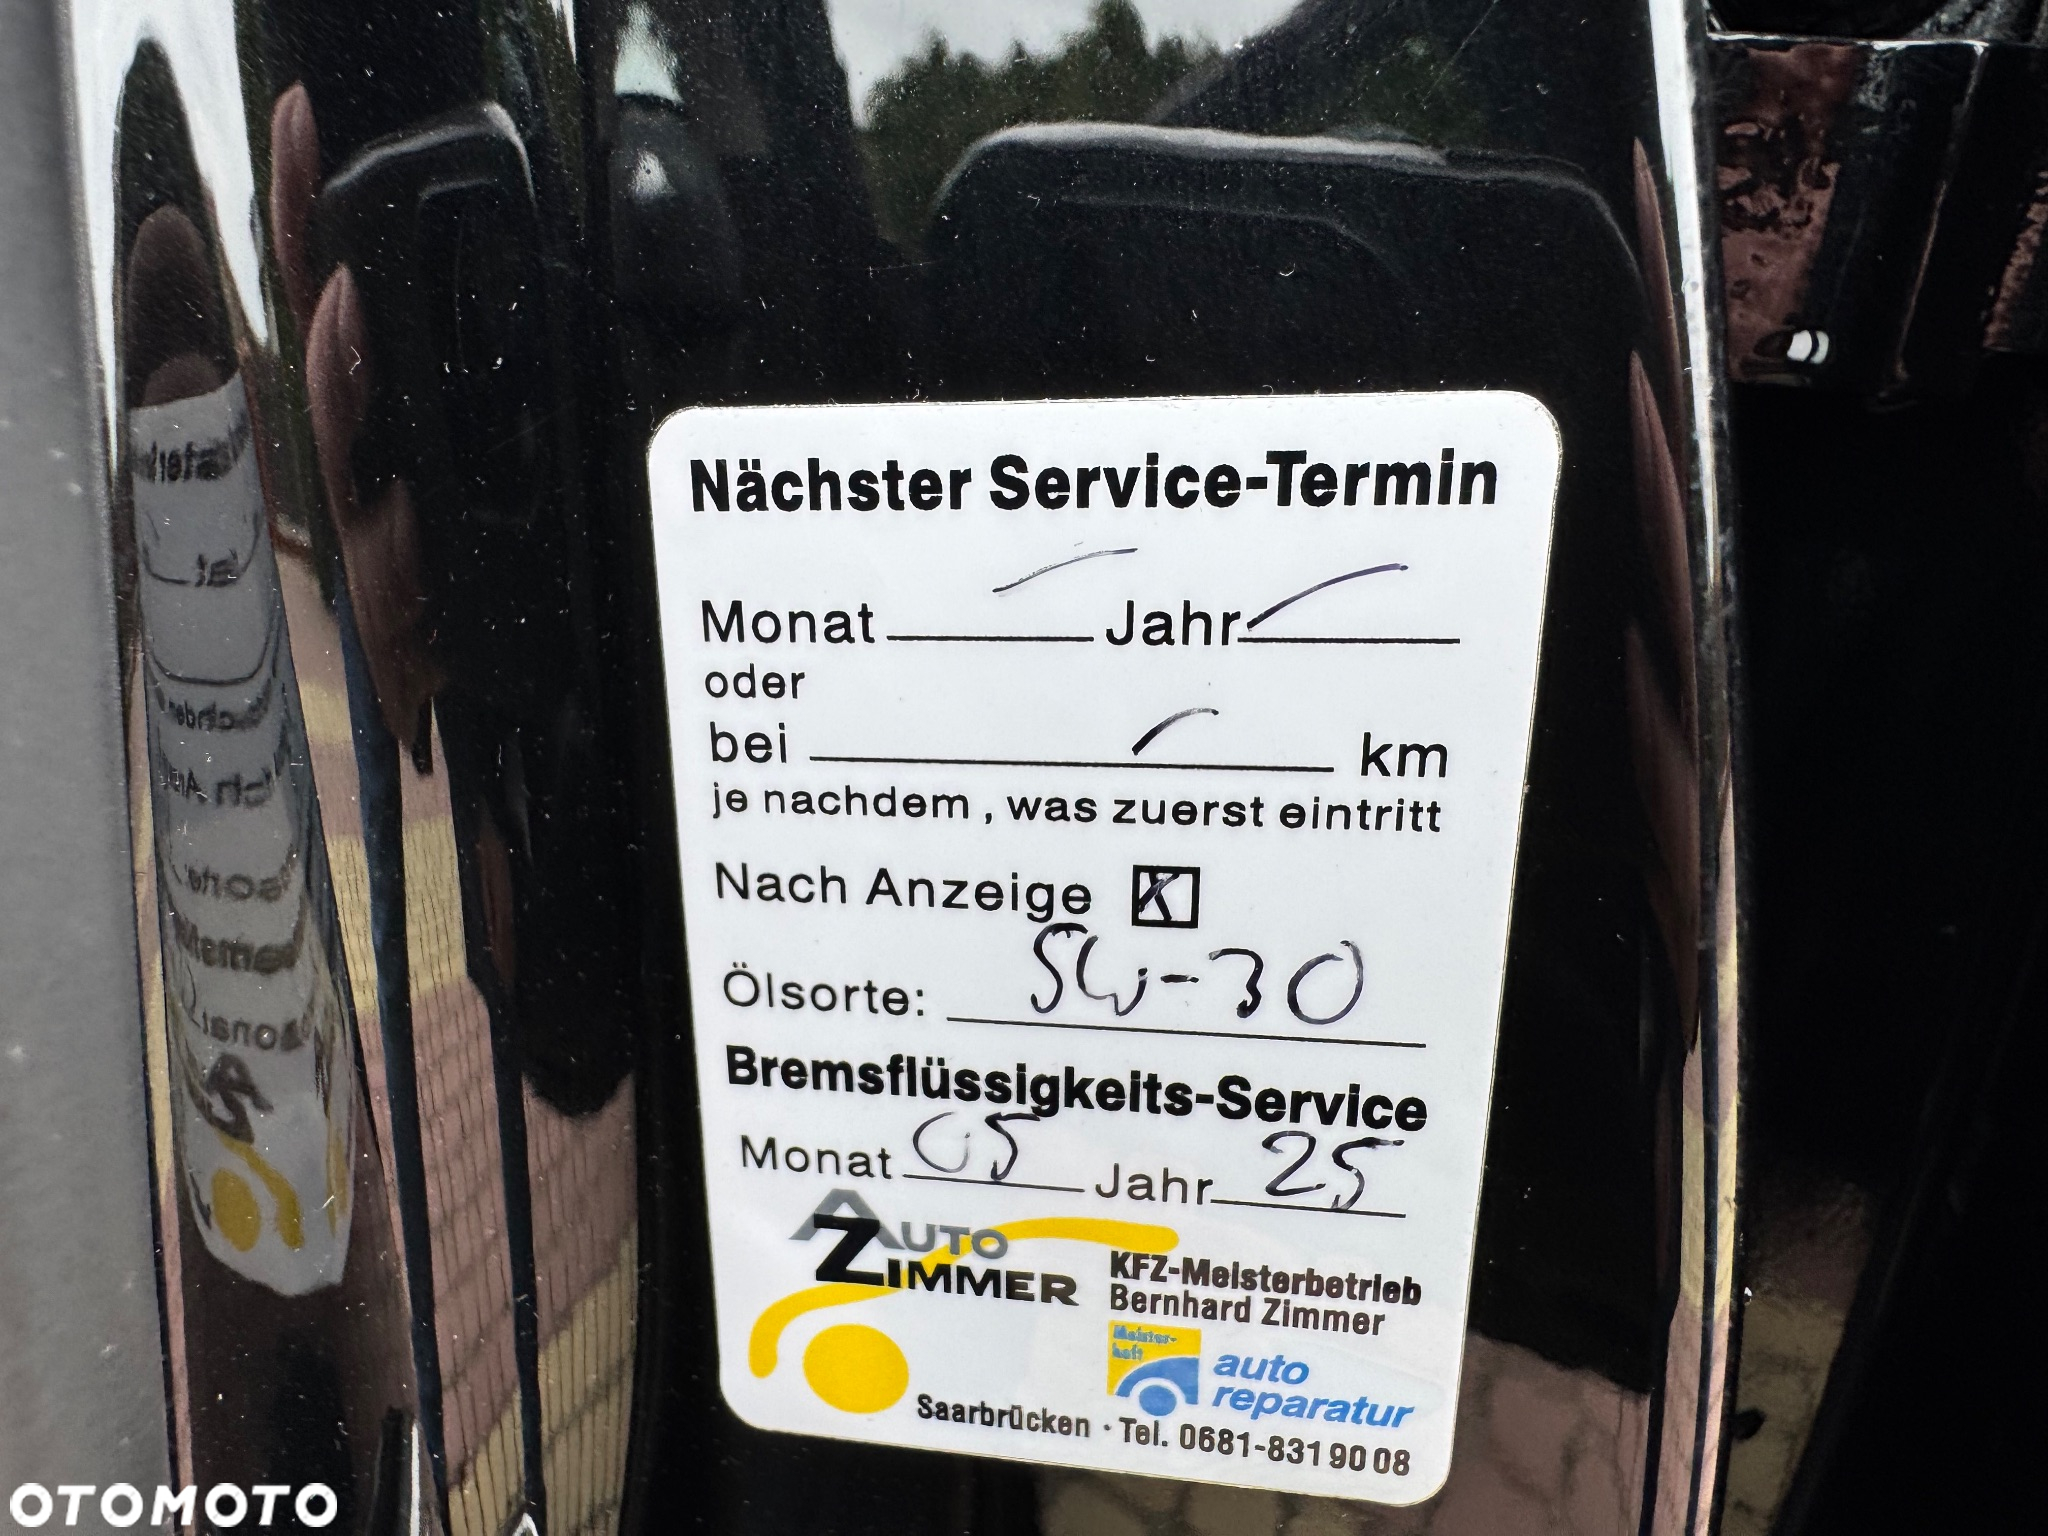 Nächster Service-Termin
Monat Jahr
oder
bei km
je nachdem, was zuerst eintritt
Nach Anzeige
Ölsorte: 5W-30
Bremsflüssigkeits-Service
Monat 05 Jahr 25
AUTO
ZIMMER
KFZ-Meisterbetrieb
Bernhard Zimmer
Meister-
haft
auto
reparatur
Saarbrücken · Tel. 0681-831 90 08
OTOMOTO